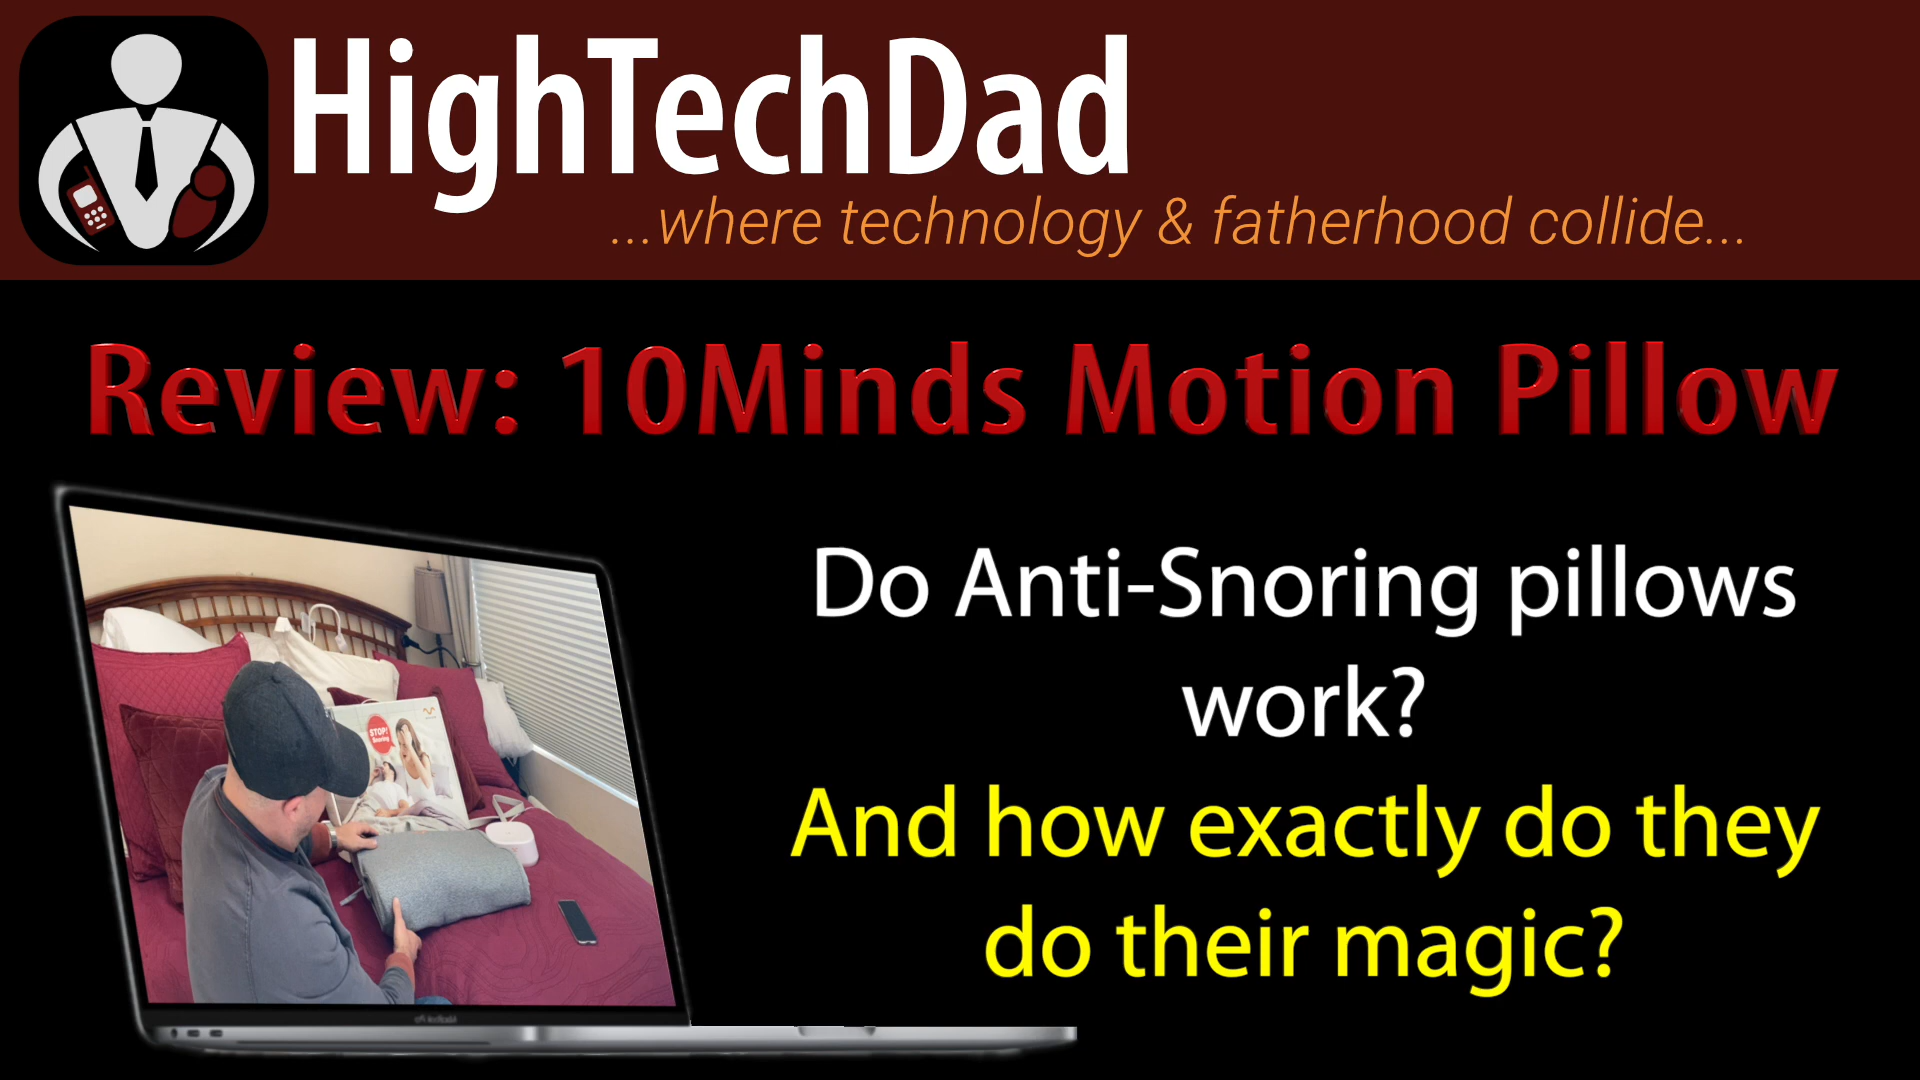 HighTechDad
...where technology & fatherhood collide...
Review: 10Minds Motion Pillow
Do Anti-Snoring pillows
work?
And how exactly do they
do their magic?
STOP!
Snoring